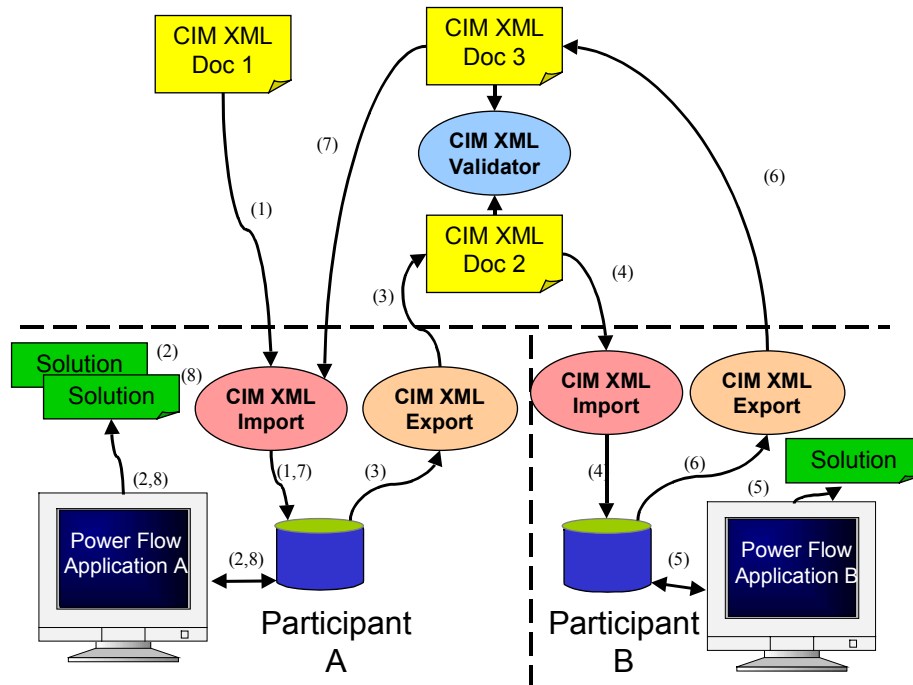 CIM XML
Doc 1
CIM XML
Doc 3
(7)
CIM XML
Validator
(6)
(1)
CIM XML
Doc 2
(4)
(3)
Solution
(2)
Solution
(8)
CIM XML
Import
CIM XML
Export
CIM XML
Import
CIM XML
Export
(2,8)
(1,7)
(3)
(4)
(6)
Solution
(5)
Power Flow
Application A
(2,8)
(5)
Power Flow
Application B
Participant
A
Participant
B